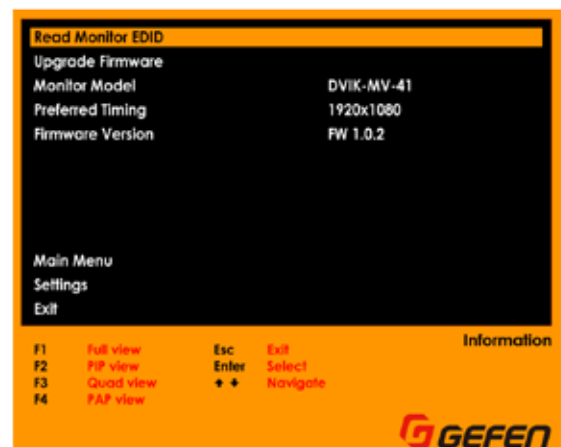 Read Monitor EDID
Upgrade Firmware
Monitor Model DVIK-MV-41
Preferred Timing 1920x1080
Firmware Version FW 1.0.2
Main Menu
Settings
Exit
Information
F1 Full view Esc Exit
F2 PIP view Enter Select
F3 Quad view ↑ ↓ Navigate
F4 PAP view
GEFEN